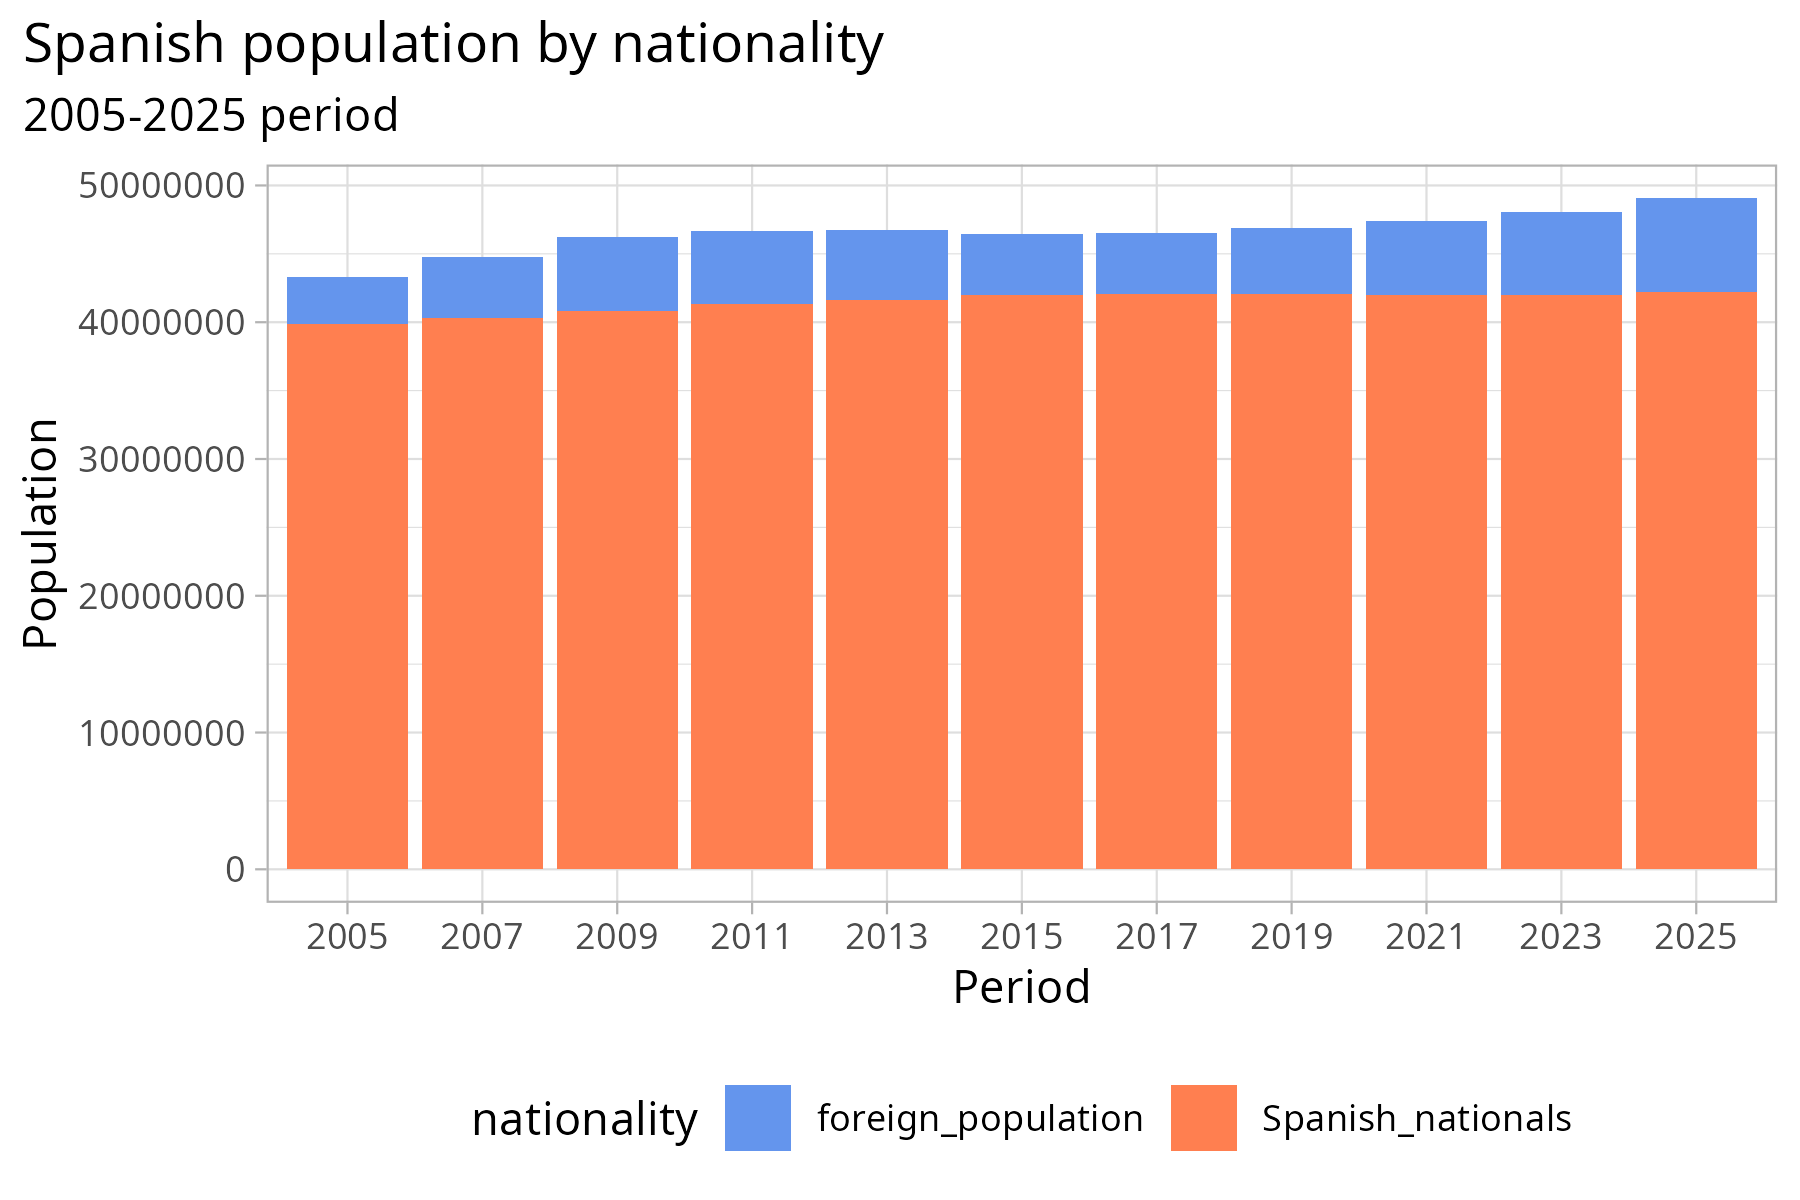 Spanish population by nationality
2005-2025 period
50000000
40000000
30000000
20000000
10000000
0
Population
2005 2007 2009 2011 2013 2015 2017 2019 2021 2023 2025
Period
nationality foreign_population Spanish_nationals